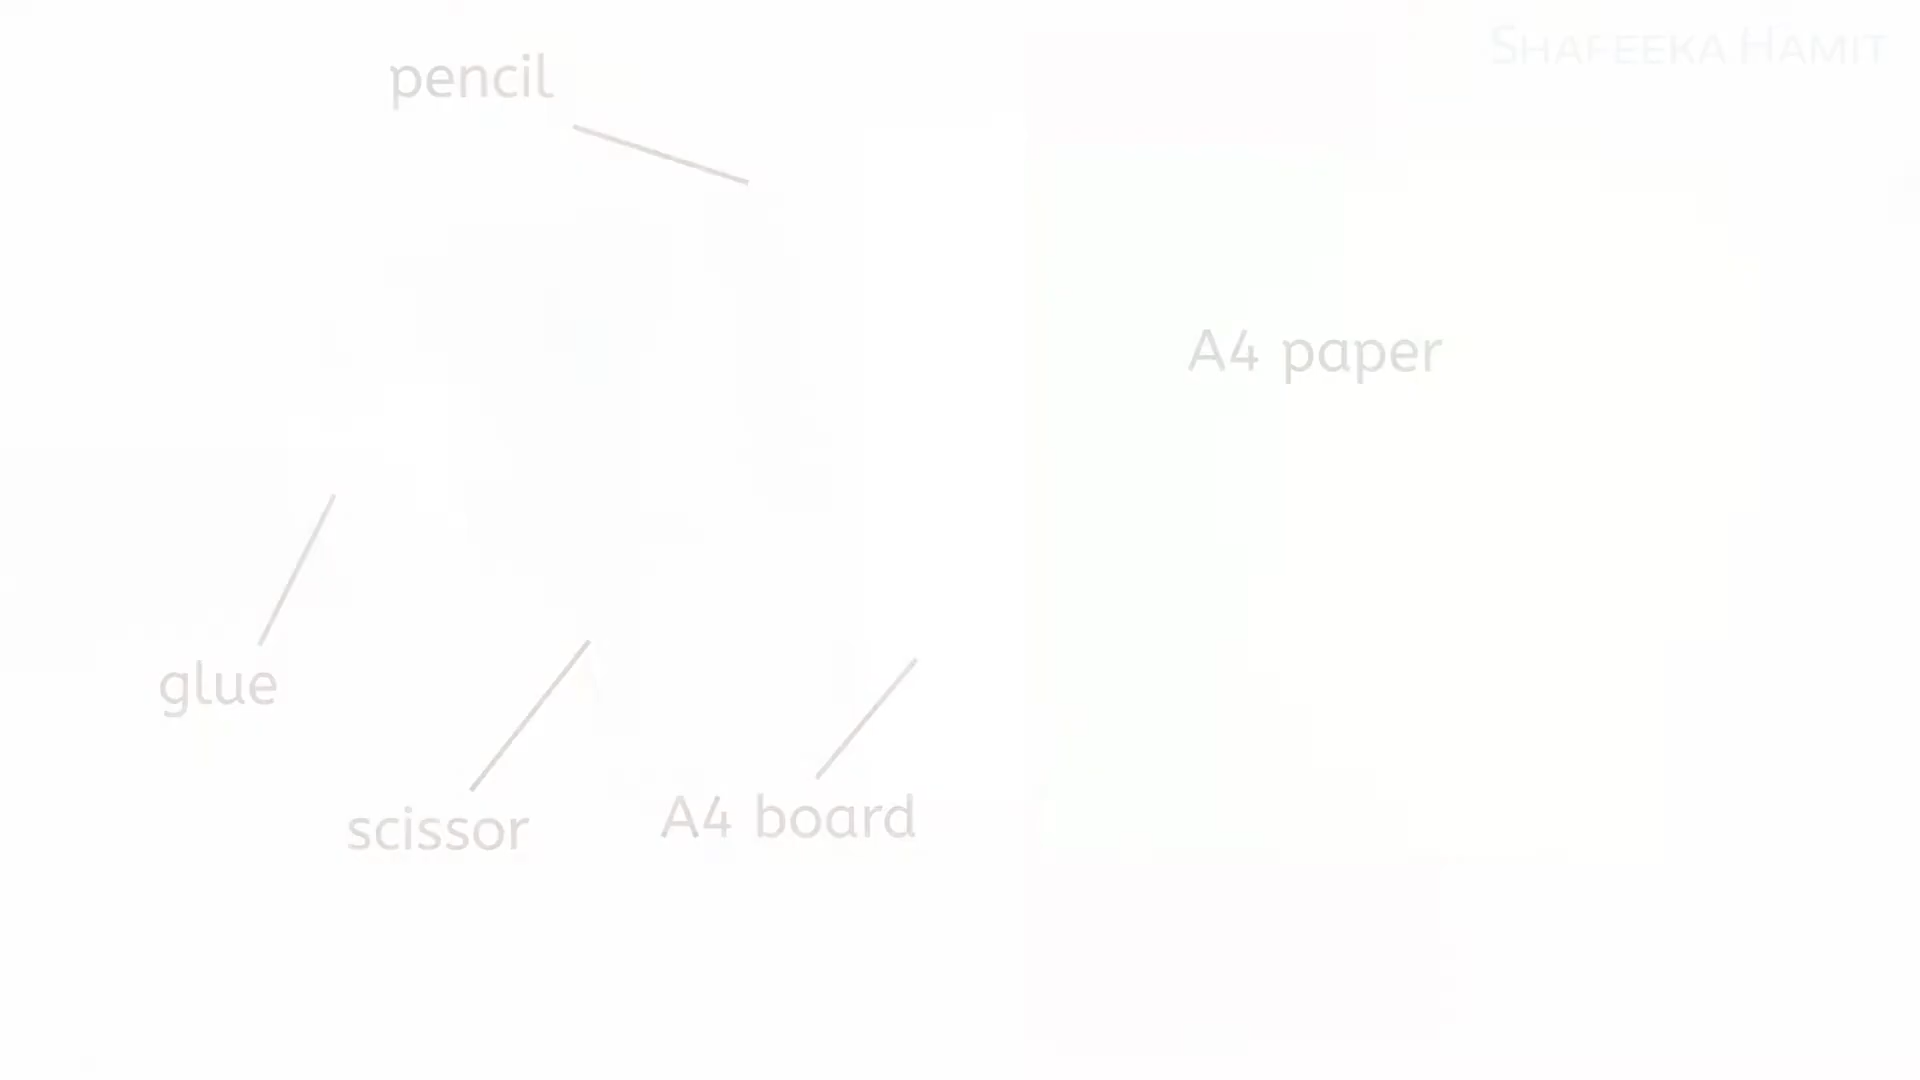 SHAFEEKA HAMIT
pencil
A4 paper
glue
scissor
A4 board